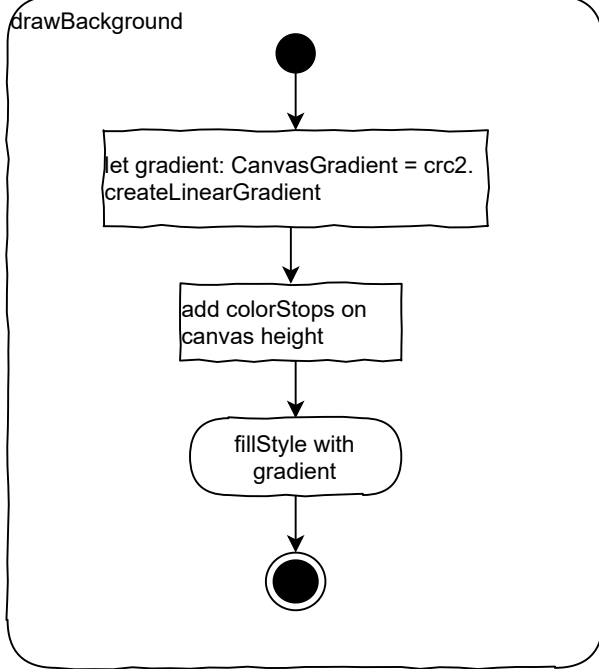 drawBackground
let gradient: CanvasGradient = crc2.
createLinearGradient
add colorStops on
canvas height
fillStyle with
gradient